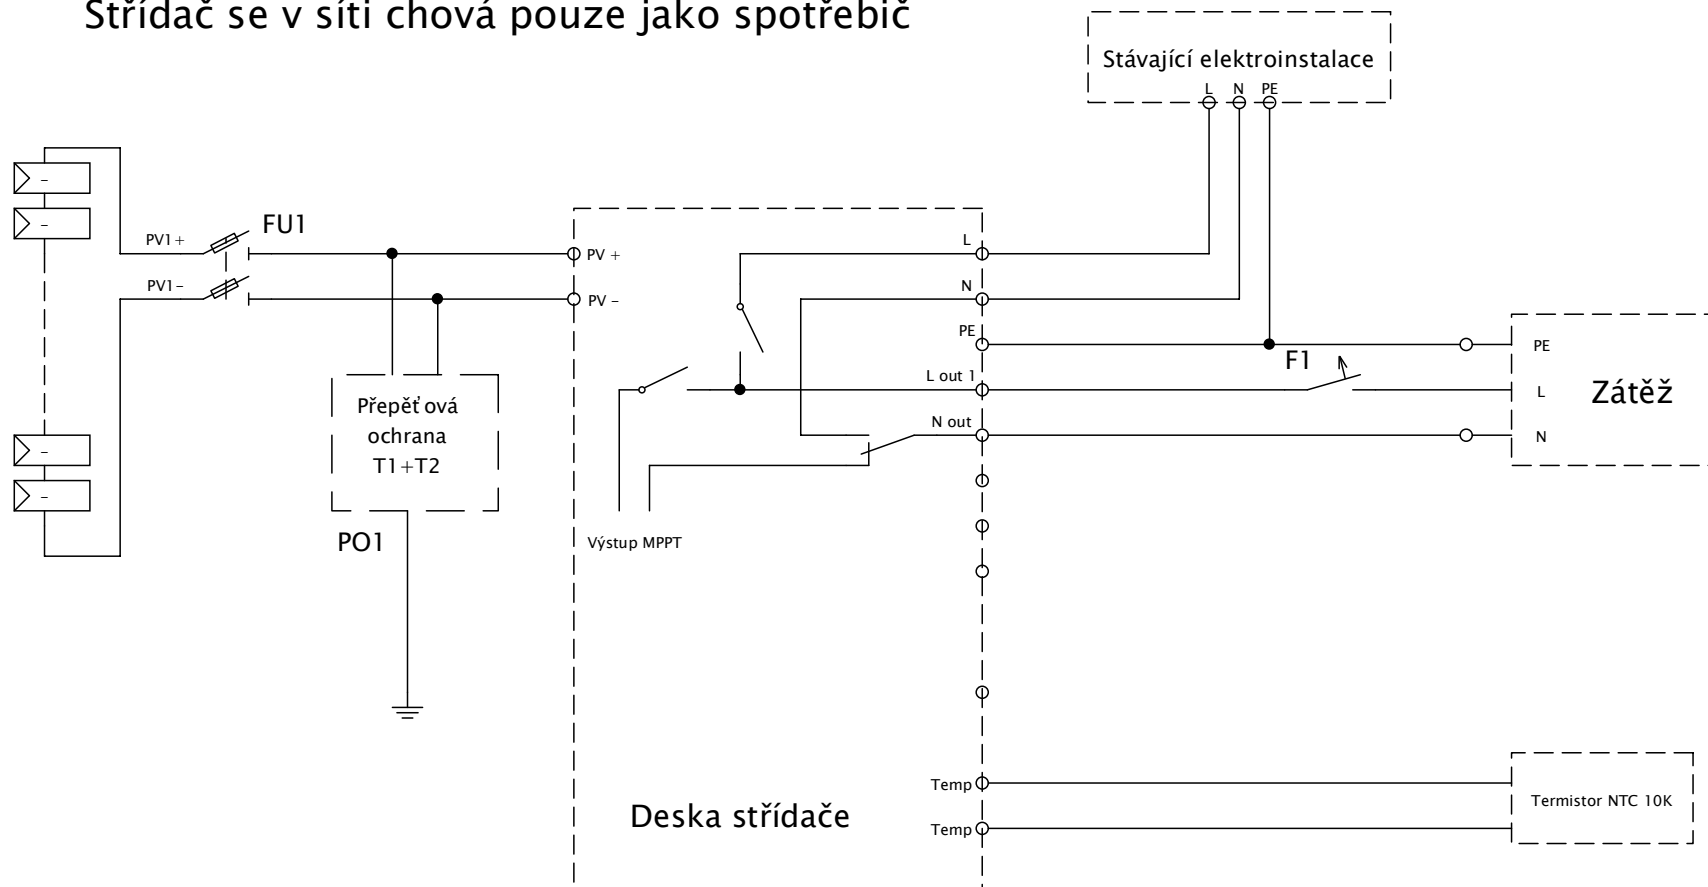 Střídač se v síti chová pouze jako spotřebič
Stávající elektroinstalace
L N PE
FU1
PV1+
PV1-
PV +
PV -
L
N
PE
L out 1
N out
F1
PE
L
N
Zátěž
Přepěťová
ochrana
T1+T2
PO1
Výstup MPPT
Deska střídače
Temp
Temp
Termistor NTC 10K